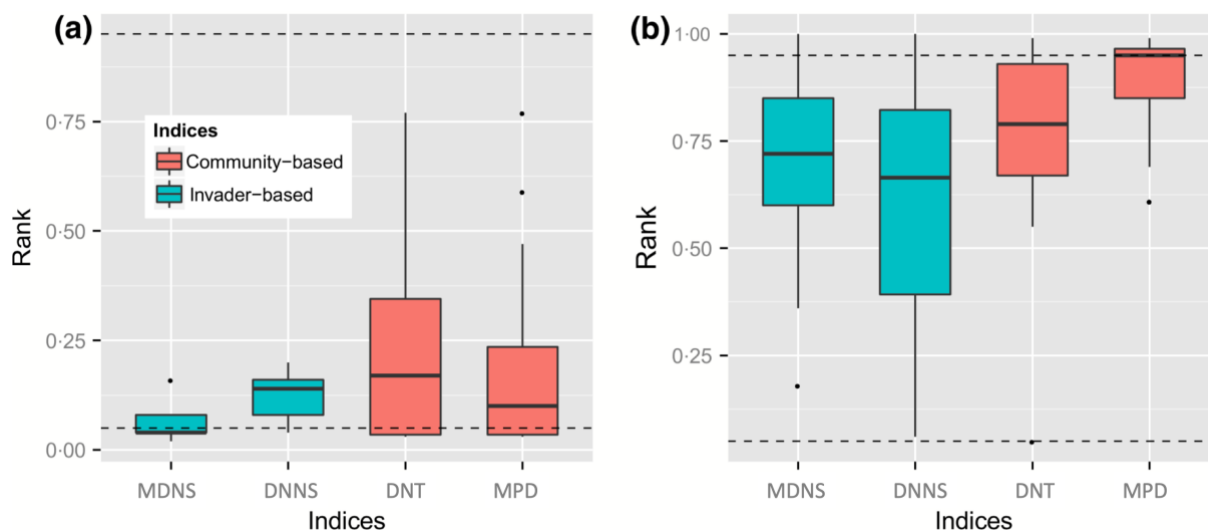 (a)
Rank
0·75
0·50
0·25
0·00
Indices
Community−based
Invader−based
MDNS DNNS DNT MPD
Indices
(b)
Rank
1·00
0·75
0·50
0·25
MDNS DNNS DNT MPD
Indices